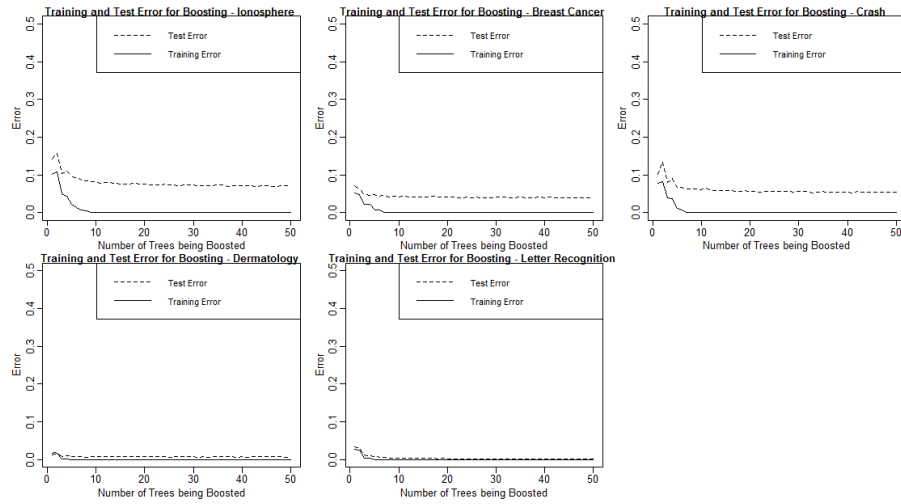 Training and Test Error for Boosting - Ionosphere
Test Error
Training Error
Error
0.0 0.1 0.2 0.3 0.4 0.5
0 10 20 30 40 50
Number of Trees being Boosted
Training and Test Error for Boosting - Breast Cancer
Test Error
Training Error
Error
0.0 0.1 0.2 0.3 0.4 0.5
0 10 20 30 40 50
Number of Trees being Boosted
Training and Test Error for Boosting - Crash
Test Error
Training Error
Error
0.0 0.1 0.2 0.3 0.4 0.5
0 10 20 30 40 50
Number of Trees being Boosted
Training and Test Error for Boosting - Dermatology
Test Error
Training Error
Error
0.0 0.1 0.2 0.3 0.4 0.5
0 10 20 30 40 50
Number of Trees being Boosted
Training and Test Error for Boosting - Letter Recognition
Test Error
Training Error
Error
0.0 0.1 0.2 0.3 0.4 0.5
0 10 20 30 40 50
Number of Trees being Boosted